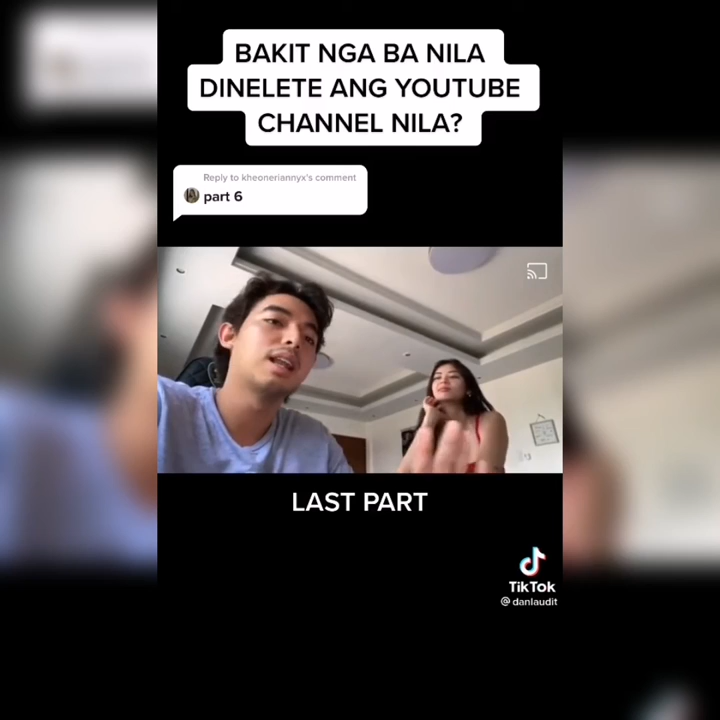 BAKIT NGA BA NILA
DINELETE ANG YOUTUBE
CHANNEL NILA?
Reply to kheoneriannyx's comment
part 6
LAST PART
TikTok
@ danlaudit